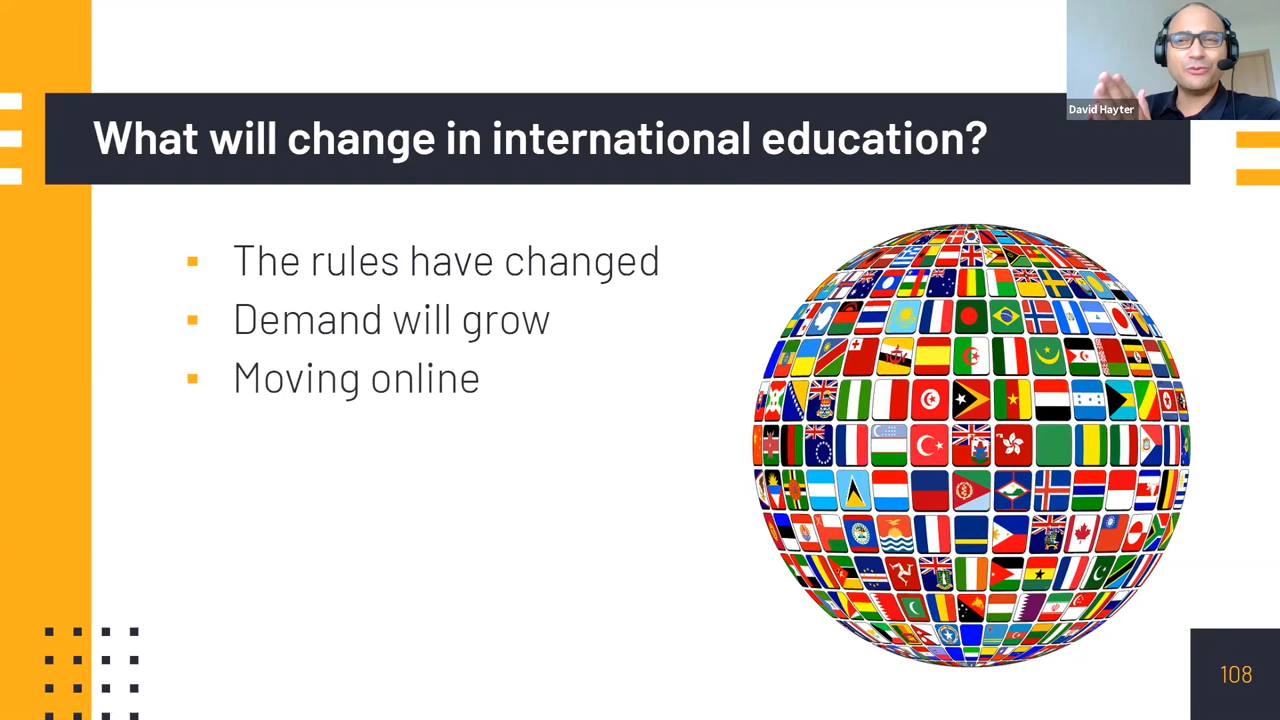 David Hayter
What will change in international education?
The rules have changed
Demand will grow
Moving online
108